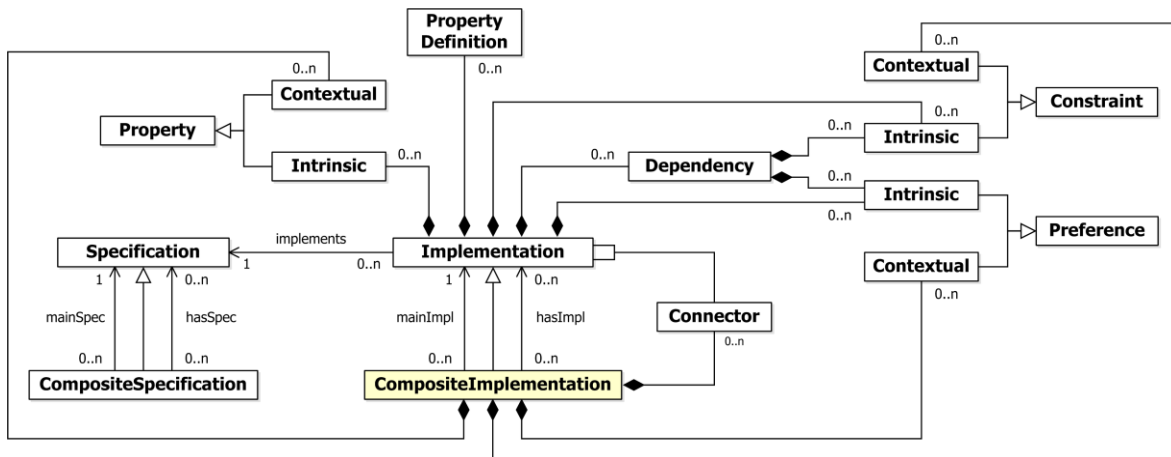 Property
Definition
0..n
0..n
0..n
Contextual
Contextual
Constraint
Property
0..n
0..n
Intrinsic
0..n
Intrinsic
0..n
Dependency
0..n
Intrinsic
0..n
Specification
implements
1
0..n
Implementation
Preference
Contextual
0..n
1
0..n
1
0..n
mainSpec
hasSpec
mainImpl
hasImpl
Connector
0..n
0..n
0..n
0..n
0..n
CompositeSpecification
CompositeImplementation